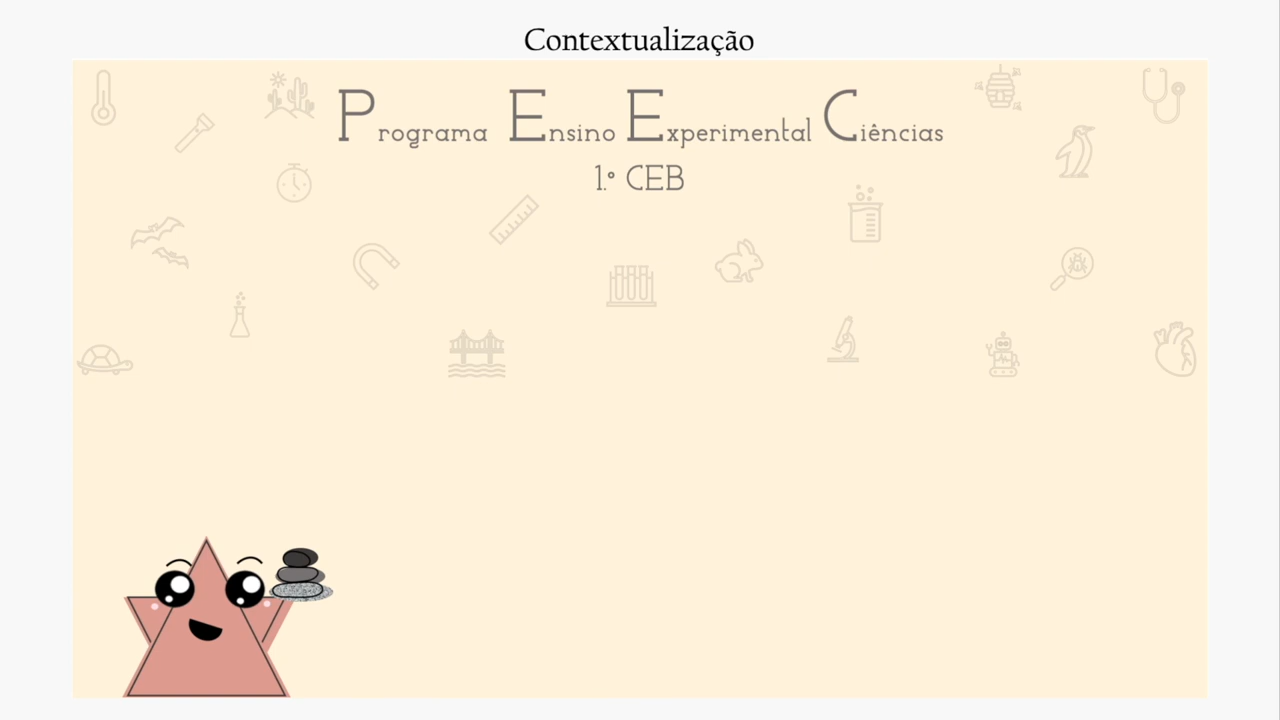 Contextualização
Programa Ensino Experimental Ciências
1.º CEB